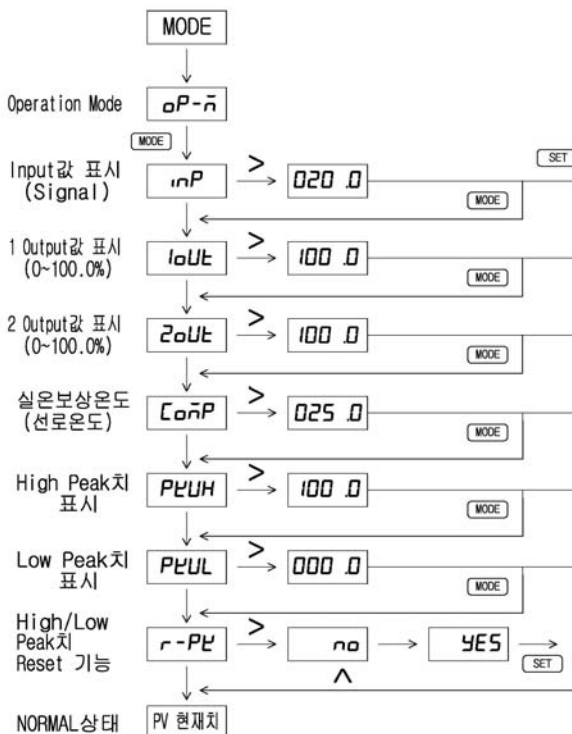 MODE
Operation Mode oP-m̄
MODE
Input값 표시 inP > 020.0 SET
(Signal) MODE
1 Output값 표시 1oUt > 100.0
(0~100.0%) MODE
2 Output값 표시 2oUt > 100.0
(0~100.0%) MODE
실온보상온도 Com̄P > 025.0
(선로온도) MODE
High Peak치 PKVH > 100.0
표시 MODE
Low Peak치 PKVL > 000.0
표시 MODE
High/Low
Peak치 r-PK > no YES
Reset 기능 ^ SET
NORMAL상태 PV 현재치